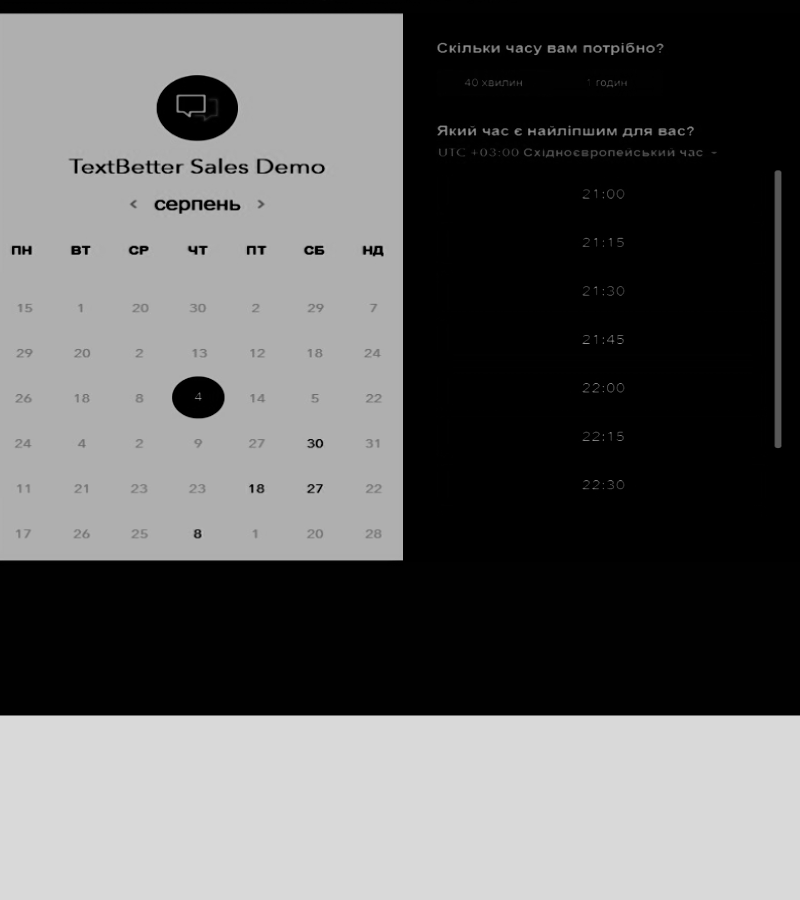 TextBetter Sales Demo
< серпень >
ПН ВТ СР ЧТ ПТ СБ НД
15 1 20 30 2 29 7
29 20 2 13 12 18 24
26 18 8 4 14 5 22
24 4 2 9 27 30 31
11 21 23 23 18 27 22
17 26 25 8 1 20 28
Скільки часу вам потрібно?
40 хвилин 1 годин
Який час є найліпшим для вас?
UTC +03:00 Східноєвропейський час
21:00
21:15
21:30
21:45
22:00
22:15
22:30